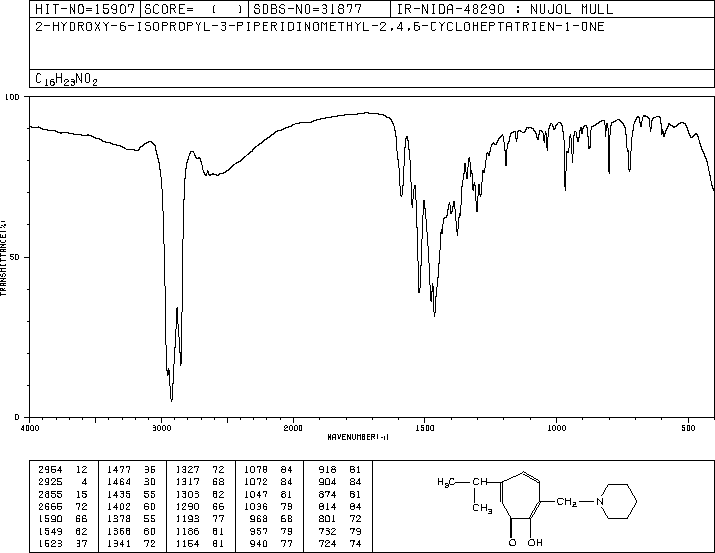 HIT-NO=15907 SCORE= ( ) SDBS-NO=31877 IR-NIDA-48290 : NUJOL MULL
2-HYDROXY-6-ISOPROPYL-3-PIPERIDINOMETHYL-2,4,6-CYCLOHEPTATRIEN-1-ONE
C16H23NO2
100
50
0
TRANSMITTANCE(%)
4000 3000 2000 1500 1000 500
WAVENUMBER(-1)
2954 12 1477 36 1327 72 1078 84 918 81
2925 4 1464 30 1317 68 1072 84 904 84
2855 15 1435 55 1303 62 1047 81 874 81
2665 72 1402 60 1290 66 1036 79 814 84
1590 66 1378 55 1193 77 968 68 801 72
1549 62 1368 60 1186 81 957 79 732 79
1523 37 1341 72 1154 81 940 77 724 74
H3C CH CH3 CH2 N
O OH